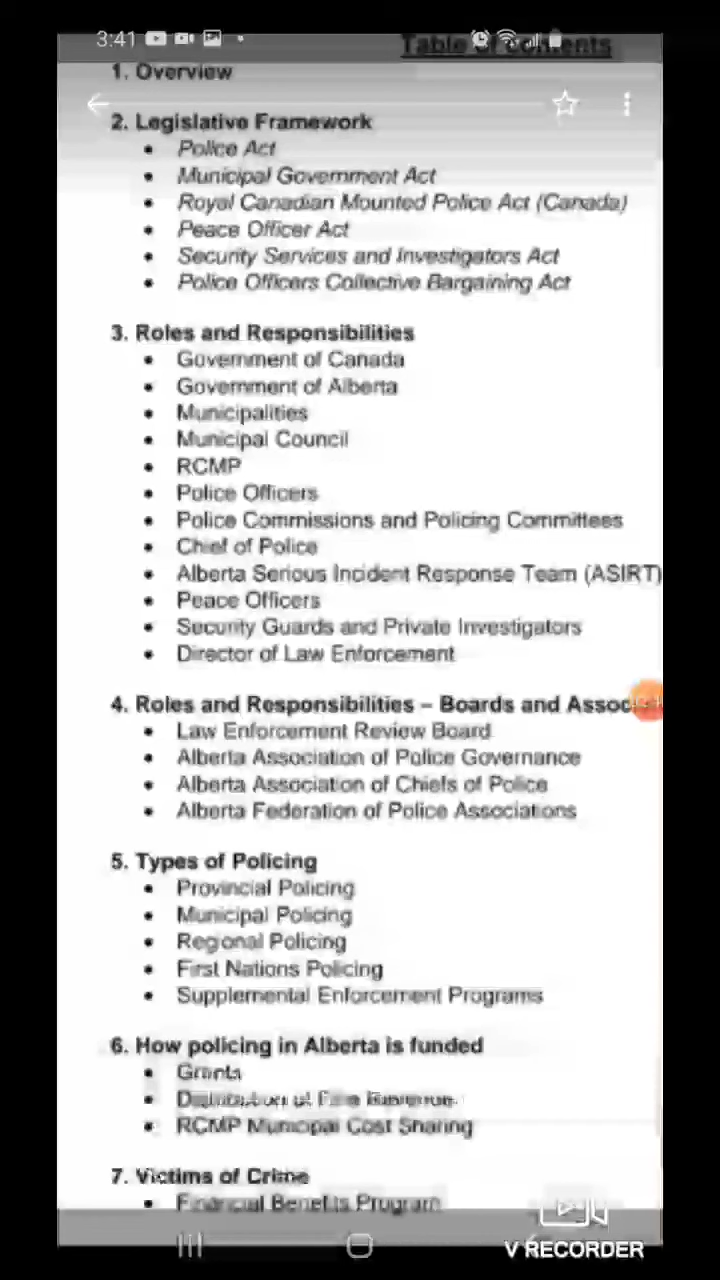 3:41
Table of Contents
1. Overview
2. Legislative Framework
• Police Act
• Municipal Government Act
• Royal Canadian Mounted Police Act (Canada)
• Peace Officer Act
• Security Services and Investigators Act
• Police Officers Collective Bargaining Act
3. Roles and Responsibilities
• Government of Canada
• Government of Alberta
• Municipalities
• Municipal Council
• RCMP
• Police Officers
• Police Commissions and Policing Committees
• Chief of Police
• Alberta Serious Incident Response Team (ASIRT)
• Peace Officers
• Security Guards and Private Investigators
• Director of Law Enforcement
4. Roles and Responsibilities – Boards and
• Law Enforcement Review Board
• Alberta Association of Police Governance
• Alberta Association of Chiefs of Police
• Alberta Federation of Police Associations
5. Types of Policing
• Provincial Policing
• Municipal Policing
• Regional Policing
• First Nations Policing
• Supplemental Enforcement Programs
6. How policing in Alberta is funded
• Grants
• Distribution of Fine Revenue
• RCMP Municipal Cost Sharing
7. Victims of Crime
• Financial Benefits Program
V RECORDER